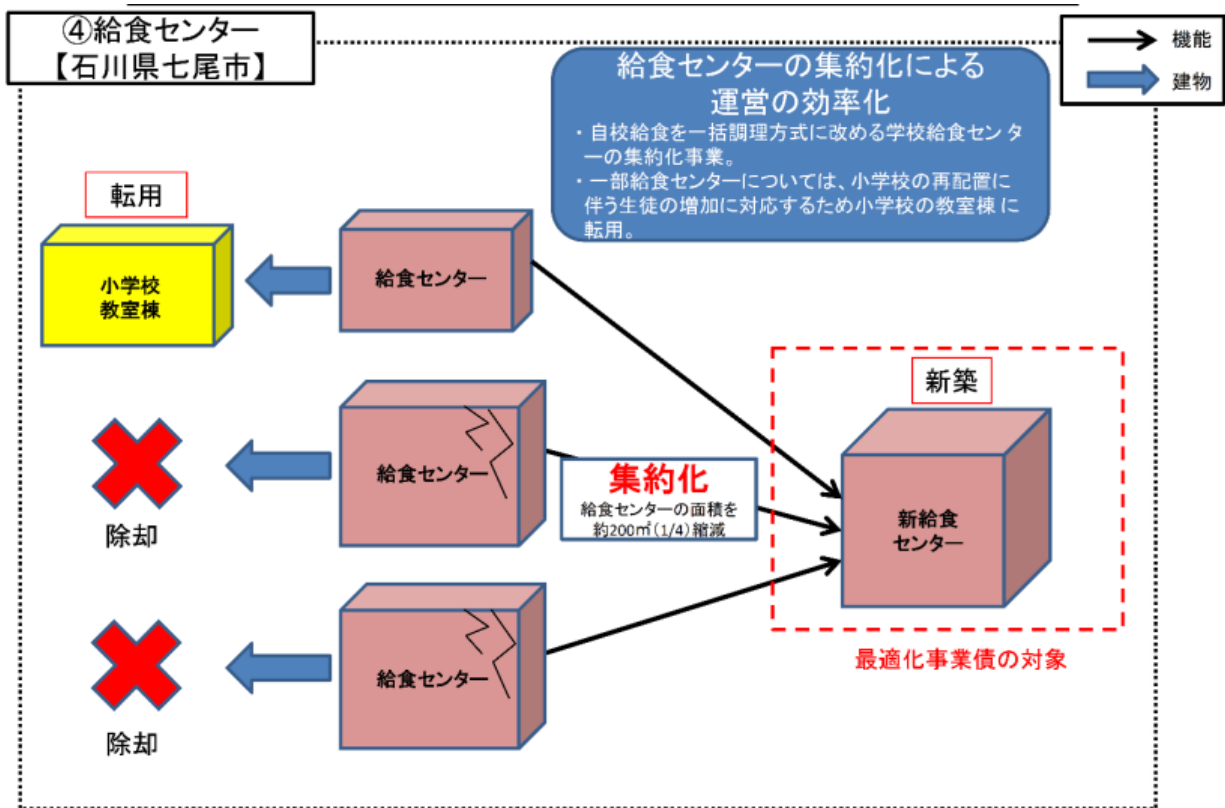 ④給食センター
【石川県七尾市】
機能
建物
給食センターの集約化による
運営の効率化
・自校給食を一括調理方式に改める学校給食センタ
ーの集約化事業。
・一部給食センターについては、小学校の再配置に
伴う生徒の増加に対応するため小学校の教室棟に
転用。
転用
小学校
教室棟
給食センター
新築
除却
給食センター
集約化
給食センターの面積を
約200㎡(1/4)縮減
新給食
センター
除却
給食センター
最適化事業債の対象